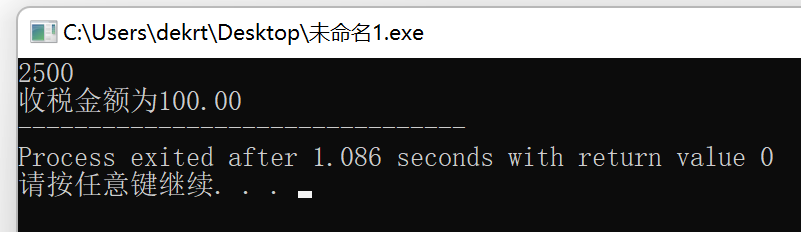 C:\Users\dekrt\Desktop\未命名1.exe
2500
收税金额为100.00
--------------------------------
Process exited after 1.086 seconds with return value 0
请按任意键继续. . .